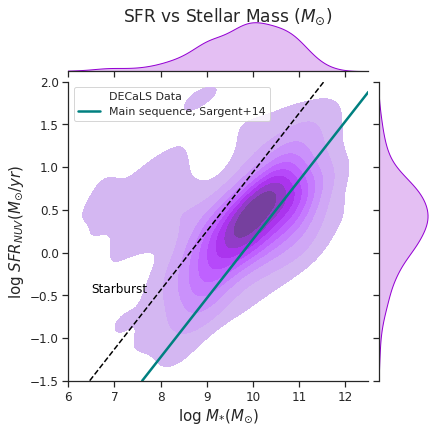 SFR vs Stellar Mass (M⊙)
DECaLS Data
Main sequence, Sargent+14
Starburst
2.0
1.5
1.0
0.5
0.0
−0.5
−1.0
−1.5
log SFR_NUV(M⊙/yr)
6 7 8 9 10 11 12
log M*(M⊙)